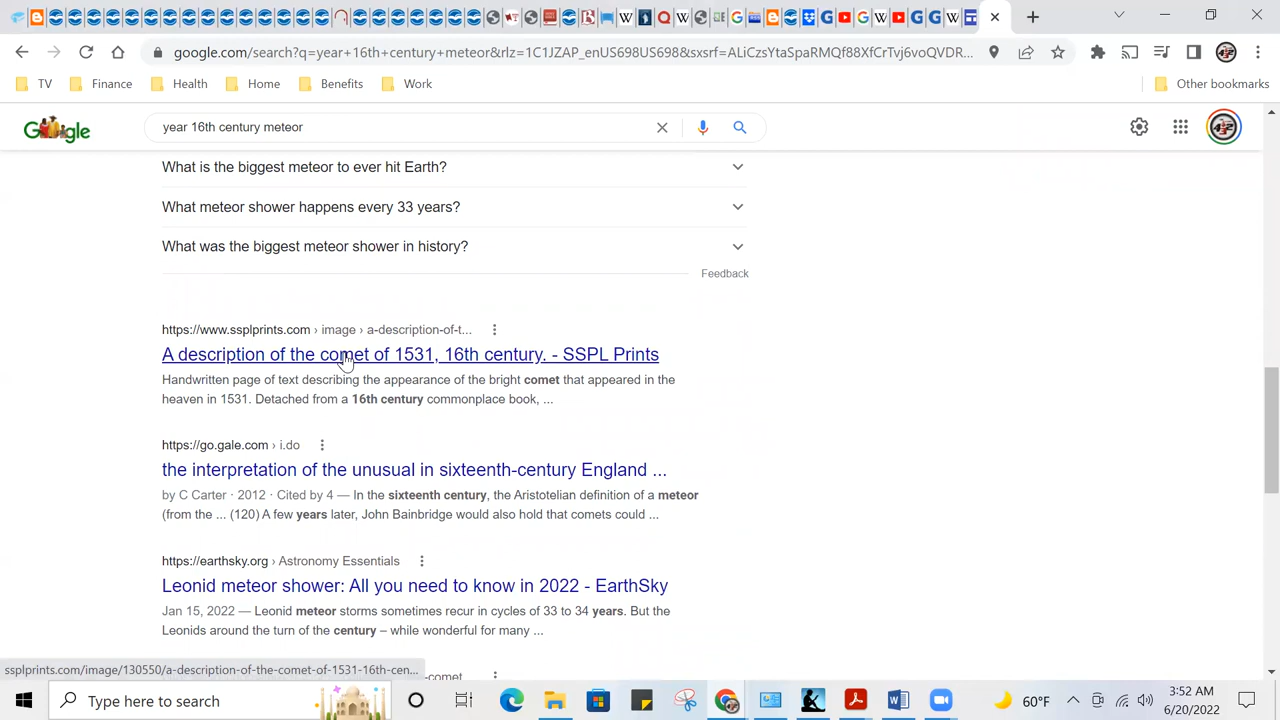 google.com/search?q=year+16th+century+meteor&rlz=1C1JZAP_enUS698US698&sxsrf=ALiCzsYtaSpaRMQf88XfCrTvj6voQVDR...
TV Finance Health Home Benefits Work Other bookmarks
Google year 16th century meteor
What is the biggest meteor to ever hit Earth?
What meteor shower happens every 33 years?
What was the biggest meteor shower in history?
Feedback
https://www.ssplprints.com › image › a-description-of-t...
A description of the comet of 1531, 16th century. - SSPL Prints
Handwritten page of text describing the appearance of the bright comet that appeared in the
heaven in 1531. Detached from a 16th century commonplace book, ...
https://go.gale.com › i.do
the interpretation of the unusual in sixteenth-century England ...
by C Carter · 2012 · Cited by 4 — In the sixteenth century, the Aristotelian definition of a meteor
(from the ... (120) A few years later, John Bainbridge would also hold that comets could ...
https://earthsky.org › Astronomy Essentials
Leonid meteor shower: All you need to know in 2022 - EarthSky
Jan 15, 2022 — Leonid meteor storms sometimes recur in cycles of 33 to 34 years. But the
Leonids around the turn of the century – while wonderful for many ...
ssplprints.com/image/130550/a-description-of-the-comet-of-1531-16th-cen...
Type here to search
60°F
3:52 AM
6/20/2022